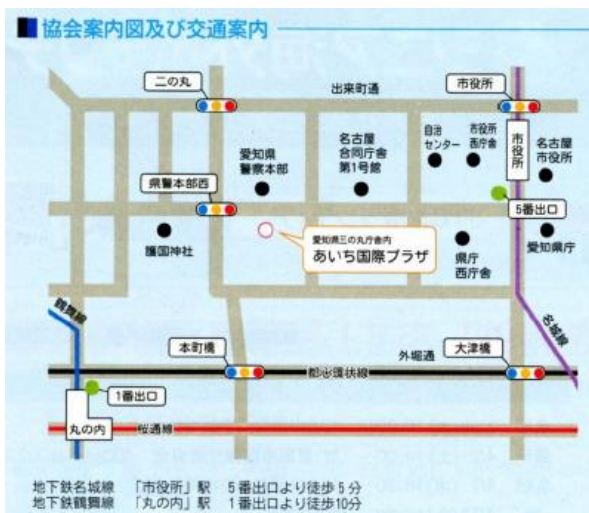 協会案内図及び交通案内
二の丸
出来町通
市役所
愛知県
警察本部
名古屋
合同庁舎
第1号館
自治
センター
市役所
西庁舎
市役所
名古屋
市役所
県警本部西
5番出口
護国神社
愛知県三の丸庁舎内
あいち国際プラザ
県庁
西庁舎
愛知県庁
鶴舞線
名城線
本町橋
外堀通
大津橋
都心環状線
1番出口
丸の内
桜通線
地下鉄名城線 「市役所」駅 5番出口より徒歩5分
地下鉄鶴舞線 「丸の内」駅 1番出口より徒歩10分